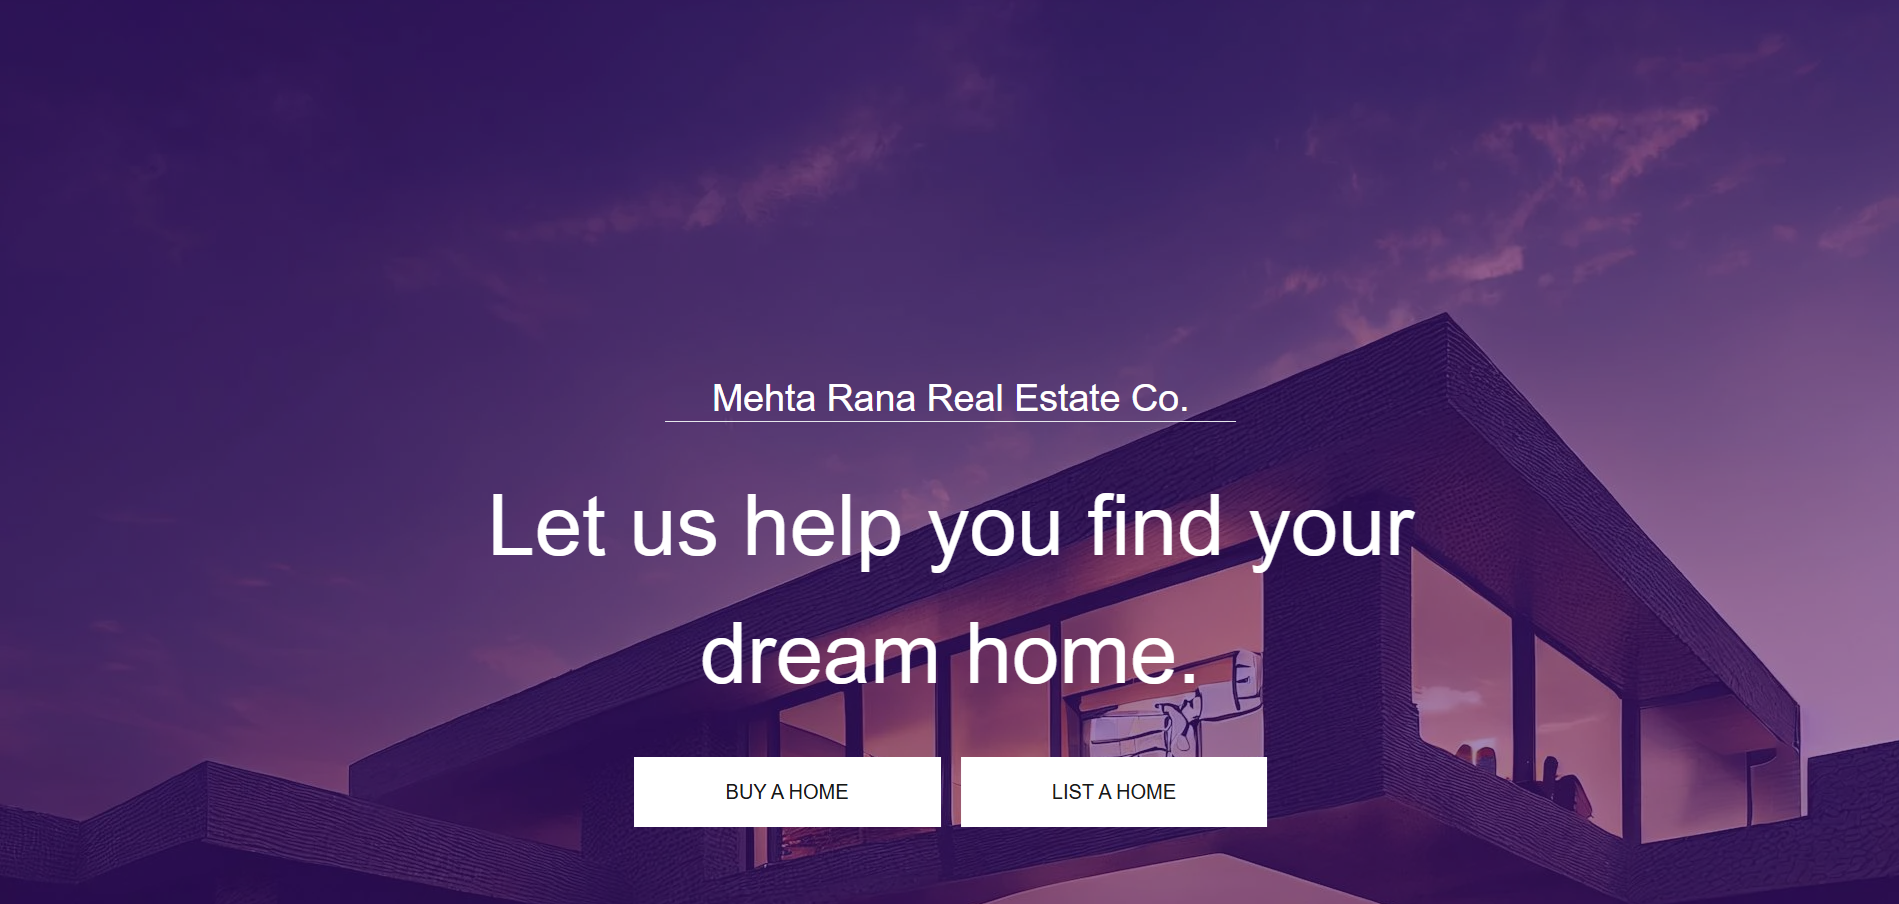 Mehta Rana Real Estate Co.
Let us help you find your
dream home.
BUY A HOME
LIST A HOME